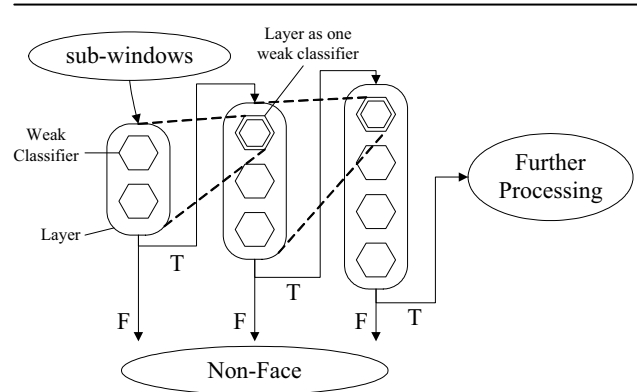 Layer as one
weak classifier
sub-windows
Weak
Classifier
Further
Processing
Layer
T
T
T
F
F
F
Non-Face